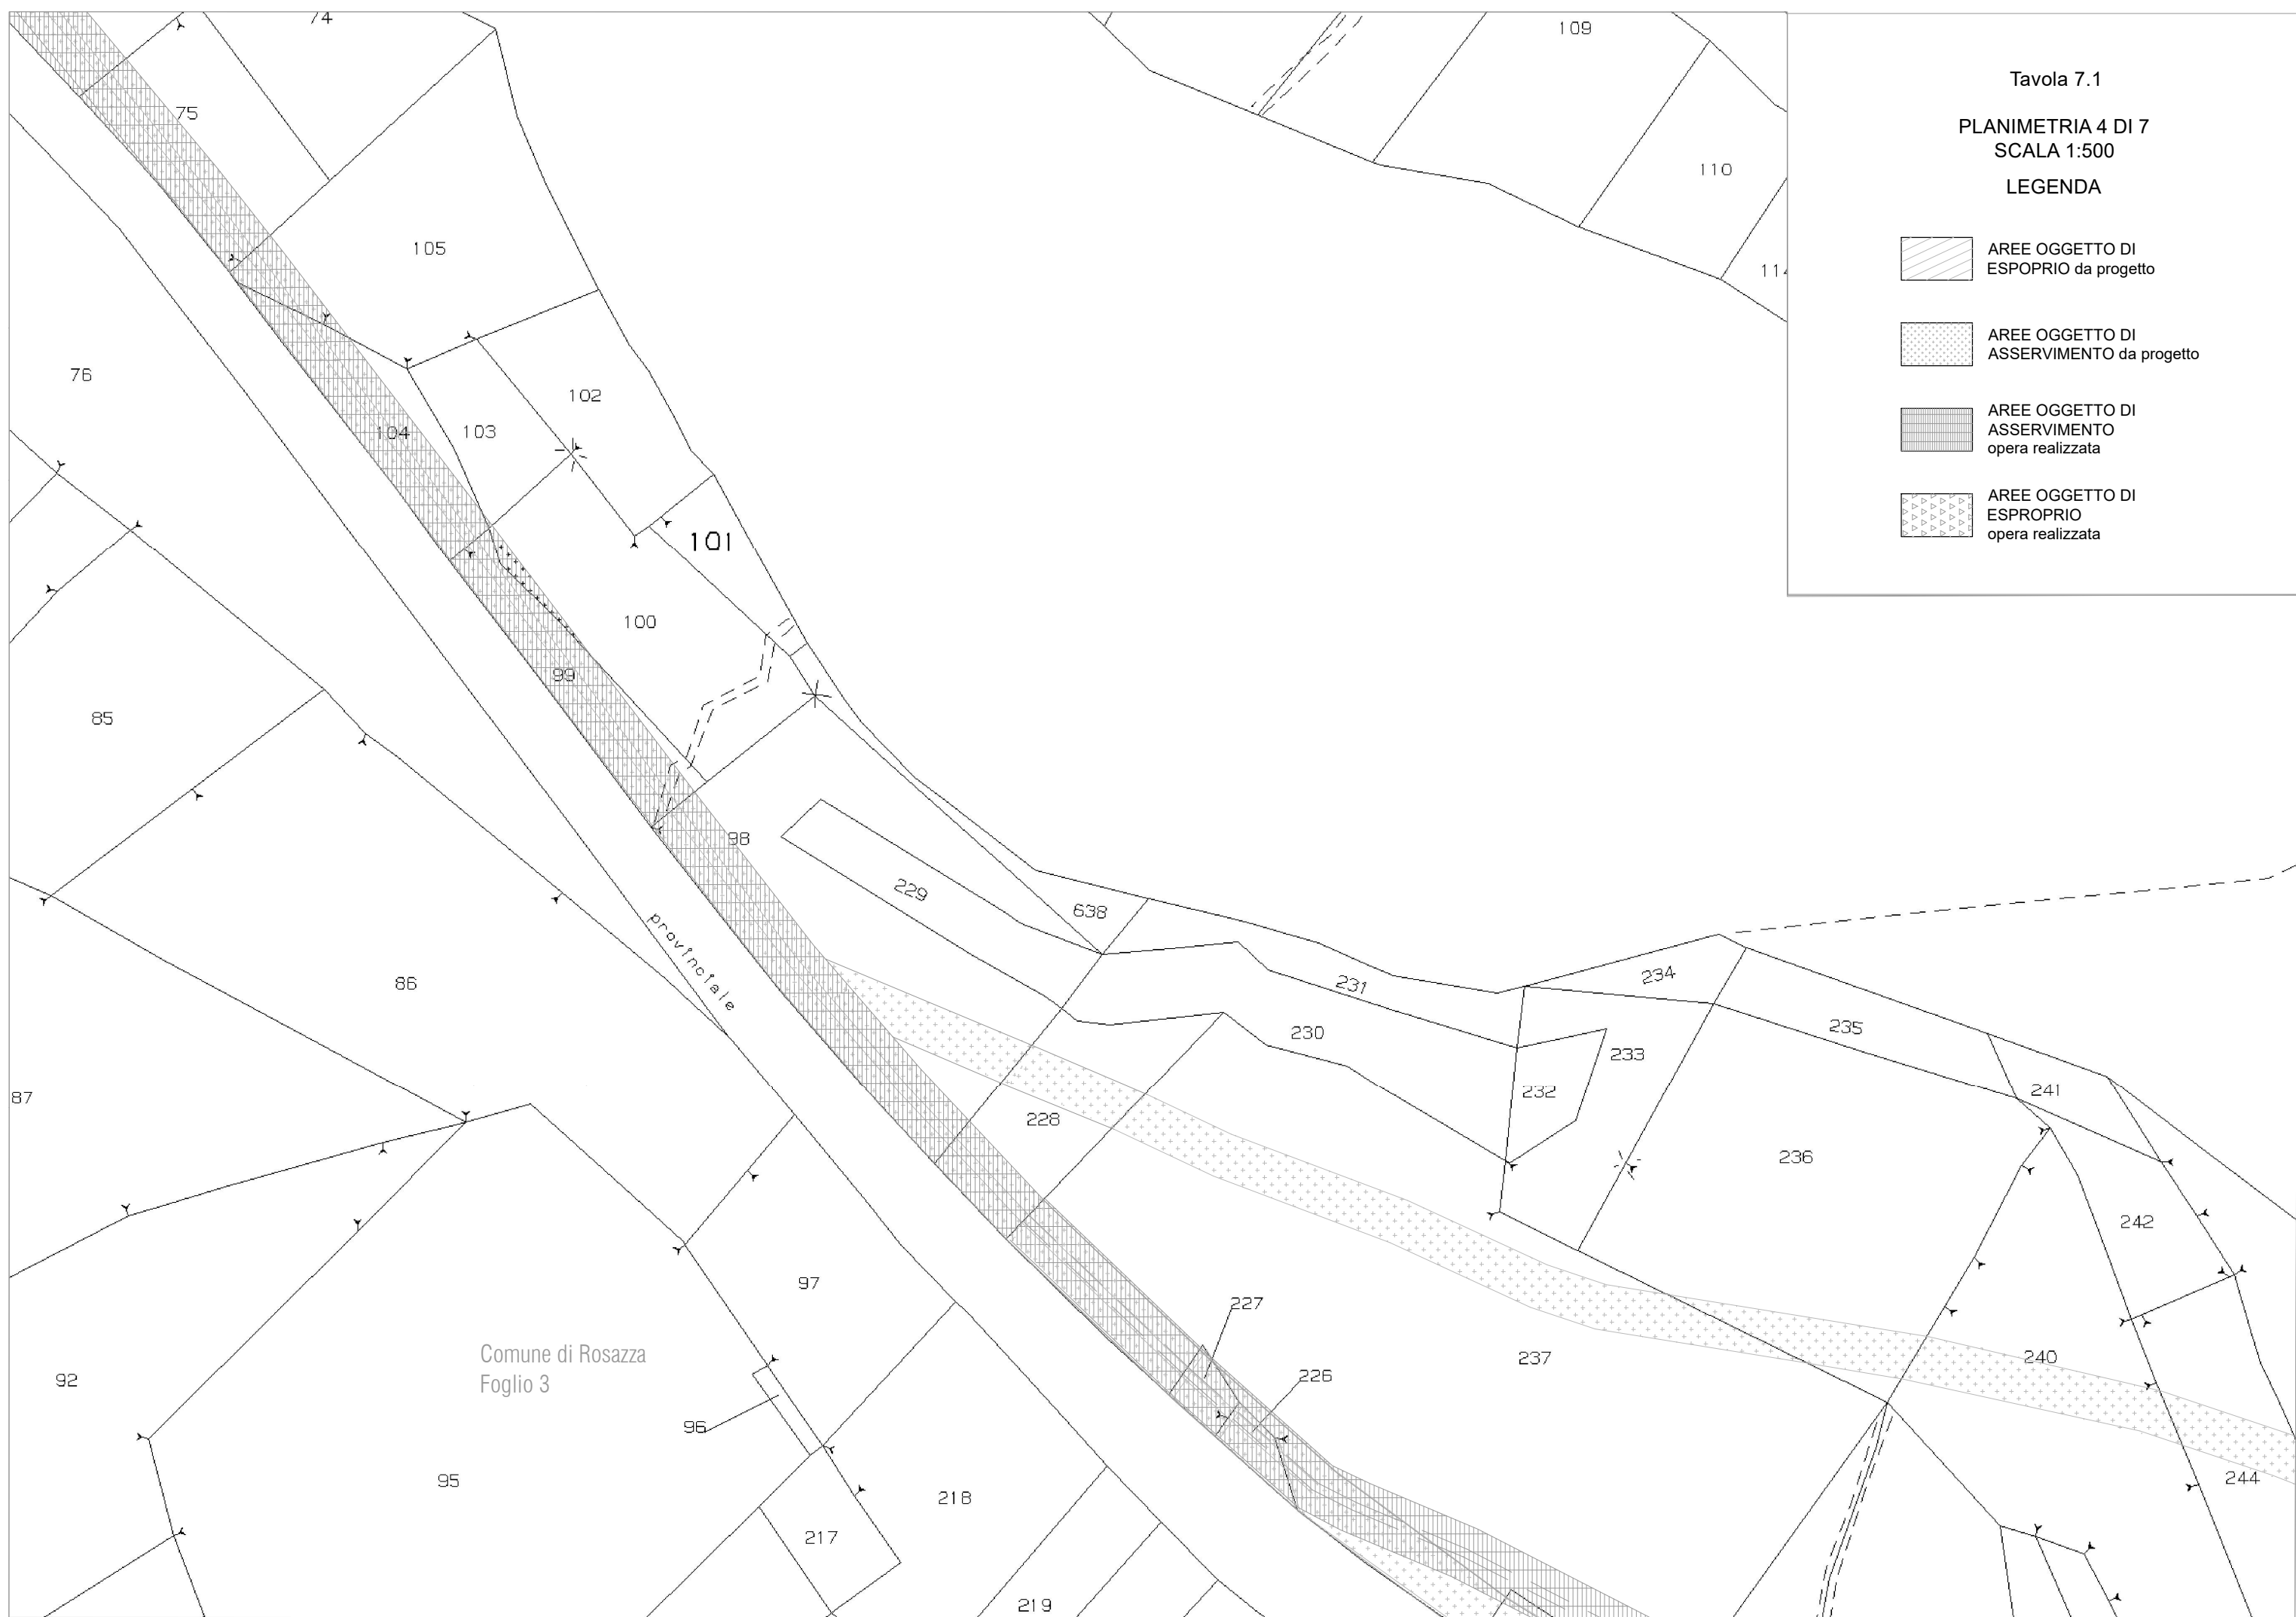 74
109
Tavola 7.1
75
PLANIMETRIA 4 DI 7
SCALA 1:500
110
LEGENDA
105
AREE OGGETTO DI
ESPOPRIO da progetto
AREE OGGETTO DI
ASSERVIMENTO da progetto
76
102
AREE OGGETTO DI
ASSERVIMENTO
opera realizzata
104
103
AREE OGGETTO DI
ESPROPRIO
opera realizzata
101
100
99
85
98
229
638
provinciale
86
231
234
230
235
233
87
232
241
228
236
242
97
227
Comune di Rosazza
Foglio 3
237
240
92
226
96
95
244
218
217
219